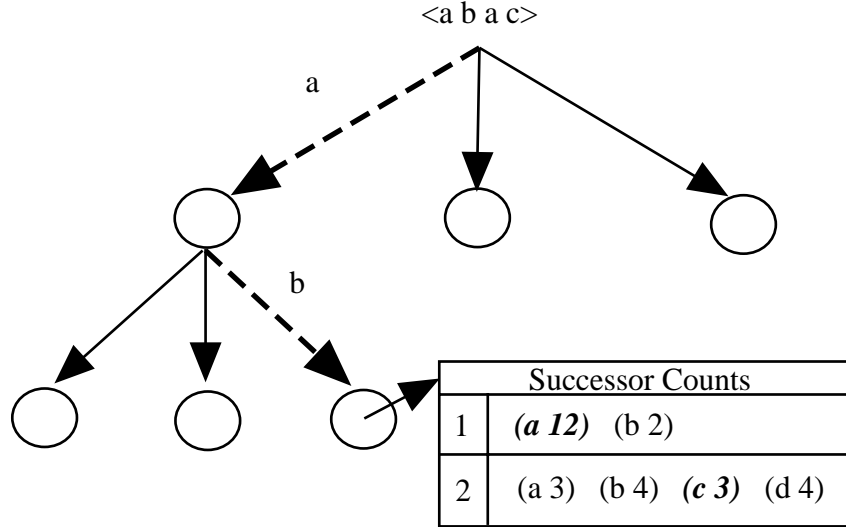 <a b a c>
a
b
Successor Counts
1 (a 12) (b 2)
2 (a 3) (b 4) (c 3) (d 4)